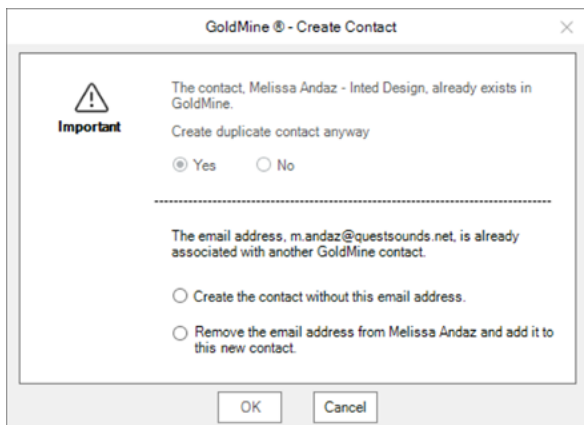 GoldMine ® - Create Contact
The contact, Melissa Andaz - Inted Design, already exists in
GoldMine.
Important
Create duplicate contact anyway
Yes No
The email address, m.andaz@questsounds.net, is already
associated with another GoldMine contact.
Create the contact without this email address.
Remove the email address from Melissa Andaz and add it to
this new contact.
OK Cancel